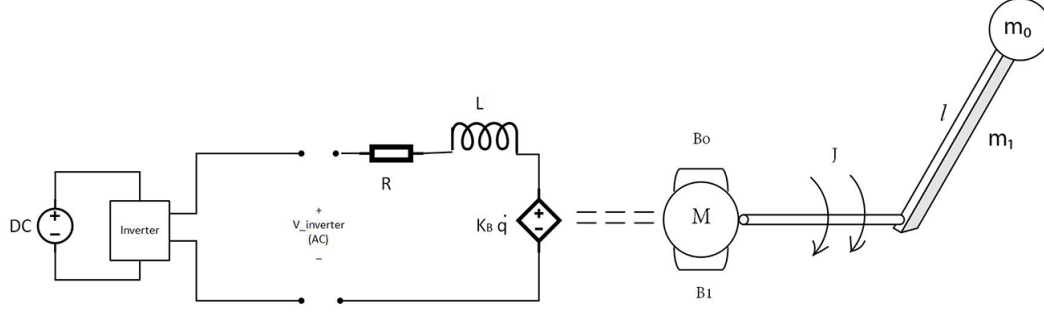 DC
+
−
Inverter
+
V_inverter
(AC)
−
R
L
K_B q̇
+
−
B0
M
B1
J
l
m₁
m₀